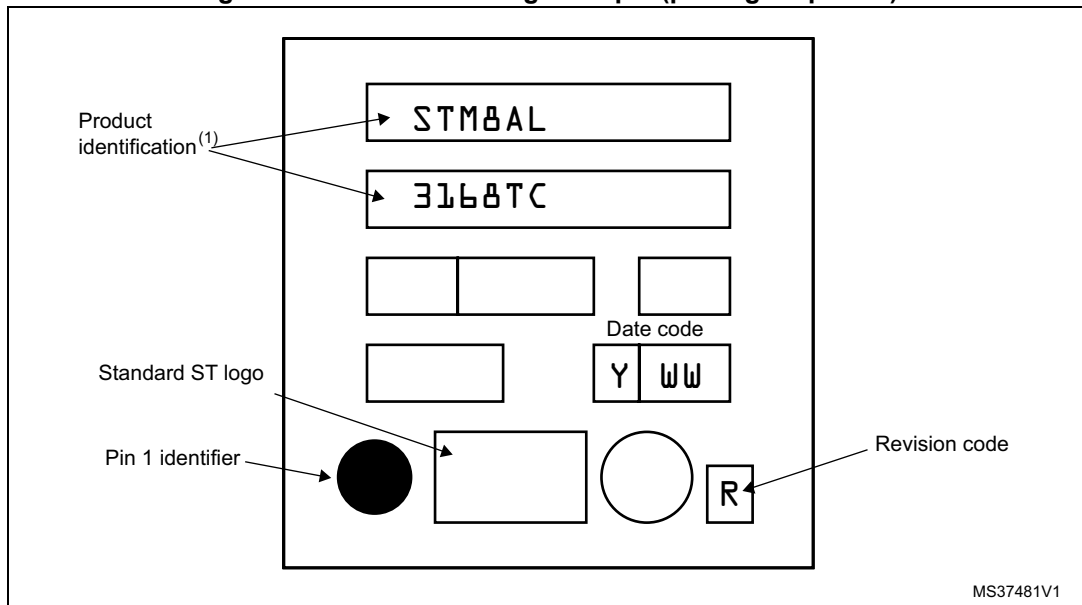 Product
identification(1)
STM8AL
3168TC
Date code
Y WW
Standard ST logo
Pin 1 identifier
Revision code
R
MS37481V1